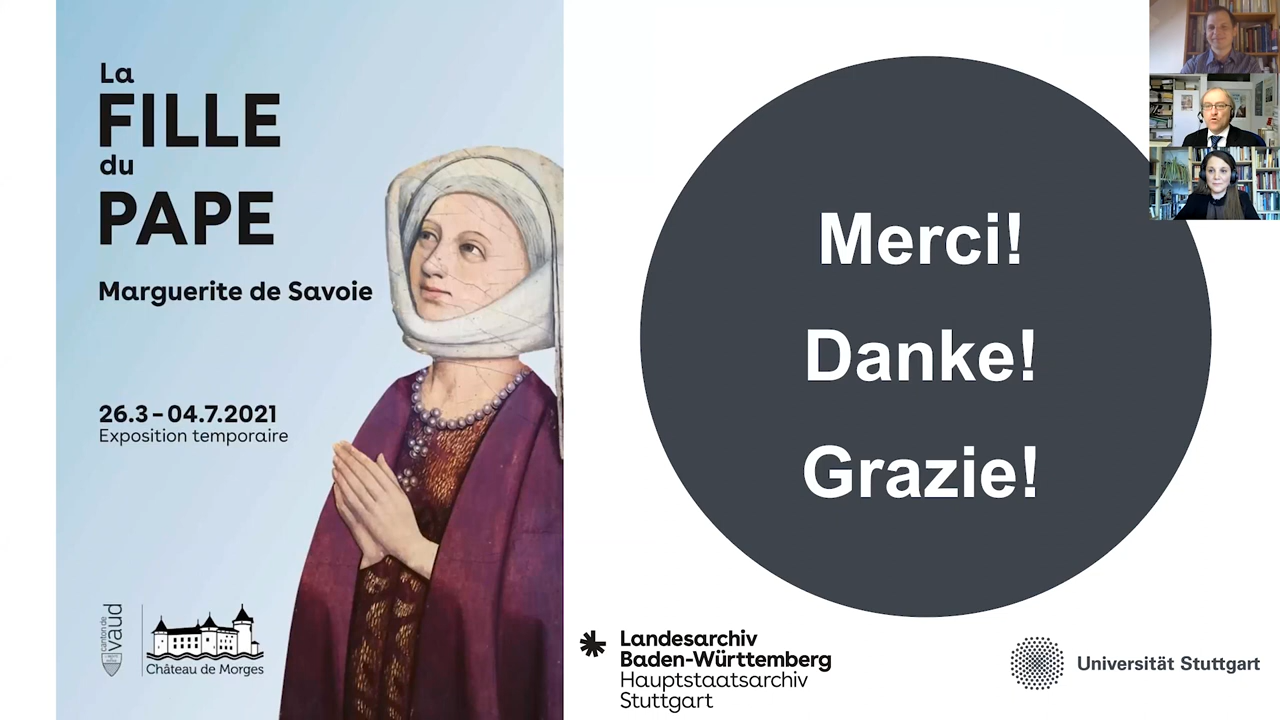 La
FILLE
du
PAPE
Marguerite de Savoie
26.3 – 04.7.2021
Exposition temporaire
canton de
vaud
Château de Morges
Merci!
Danke!
Grazie!
Landesarchiv
Baden-Württemberg
Hauptstaatsarchiv
Stuttgart
Universität Stuttgart